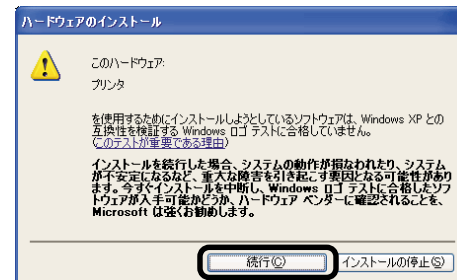 ハードウェアのインストール
このハードウェア:
プリンタ
を使用するためにインストールしようとしているソフトウェアは、Windows XP との
互換性を検証する Windows ロゴ テストに合格していません。
(このテストが重要である理由)
インストールを続行した場合、システムの動作が損なわれたり、システム
が不安定になるなど、重大な障害を引き起こす要因となる可能性があり
ます。今すぐインストールを中断し、Windows ロゴ テストに合格したソフ
トウェアが入手可能かどうか、ハードウェア ベンダーに確認されることを、
Microsoft は強くお勧めします。
続行(C)
インストールの停止(S)